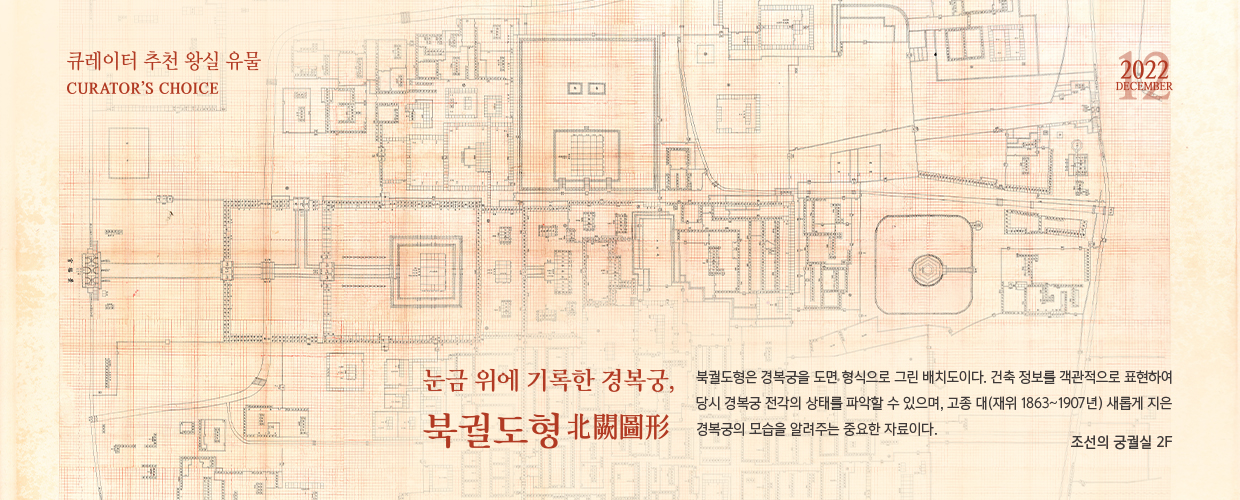 큐레이터 추천 왕실 유물
CURATOR'S CHOICE
12
2022
DECEMBER
눈금 위에 기록한 경복궁,
북궐도형 北闕圖形
북궐도형은 경복궁을 도면 형식으로 그린 배치도이다. 건축 정보를 객관적으로 표현하여
당시 경복궁 전각의 상태를 파악할 수 있으며, 고종 대(재위 1863~1907년) 새롭게 지은
경복궁의 모습을 알려주는 중요한 자료이다.
조선의 궁궐실 2F